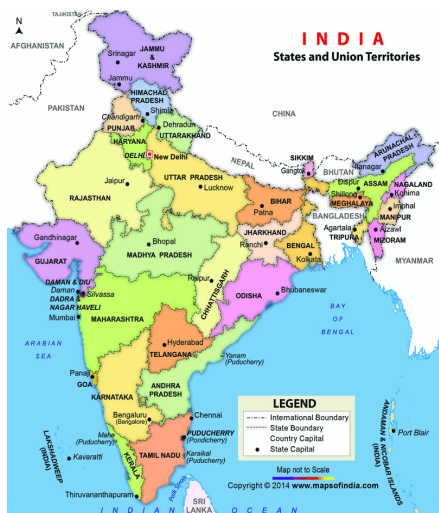 TAJIKISTAN
N
AFGHANISTAN
INDIA
States and Union Territories
JAMMU
&
KASHMIR
Srinagar
Jammu
PAKISTAN
HIMACHAL
PRADESH
Shimla
CHINA
Chandigarh
PUNJAB
Dehradun
UTTARAKHAND
HARYANA
DELHI
New Delhi
NEPAL
SIKKIM
Gangtok
BHUTAN
ARUNACHAL
PRADESH
Itanagar
Jaipur
RAJASTHAN
UTTAR PRADESH
Lucknow
Dispur
ASSAM
NAGALAND
Kohima
Shillong
MEGHALAYA
BIHAR
Patna
Imphal
MANIPUR
BANGLADESH
Agartala
TRIPURA
Aizawl
MIZORAM
MYANMAR
Gandhinagar
GUJARAT
Bhopal
MADHYA PRADESH
JHARKHAND
Ranchi
BENGAL
Kolkata
DAMAN & DIU
Daman
Silvassa
DADRA &
NAGAR HAVELI
Mumbai
Raipur
CHHATTISGARH
ODISHA
Bhubaneswar
MAHARASHTRA
ARABIAN
SEA
BAY
OF
BENGAL
Hyderabad
TELANGANA
Yanam
(Puducherry)
Panaji
GOA
KARNATAKA
ANDHRA
PRADESH
Bengaluru
(Bangalore)
Chennai
Mahe
(Puducherry)
PUDUCHERRY
(Pondicherry)
Karaikal
(Puducherry)
LAKSHADWEEP
(INDIA)
Kavaratti
KERALA
TAMIL NADU
Thiruvananthapuram
Palk Strait
SRI
LANKA
INDIAN OCEAN
ANDAMAN & NICOBAR ISLANDS
(INDIA)
Port Blair
LEGEND
International Boundary
State Boundary
Country Capital
State Capital
Map not to Scale
Copyright © 2014 www.mapsofindia.com